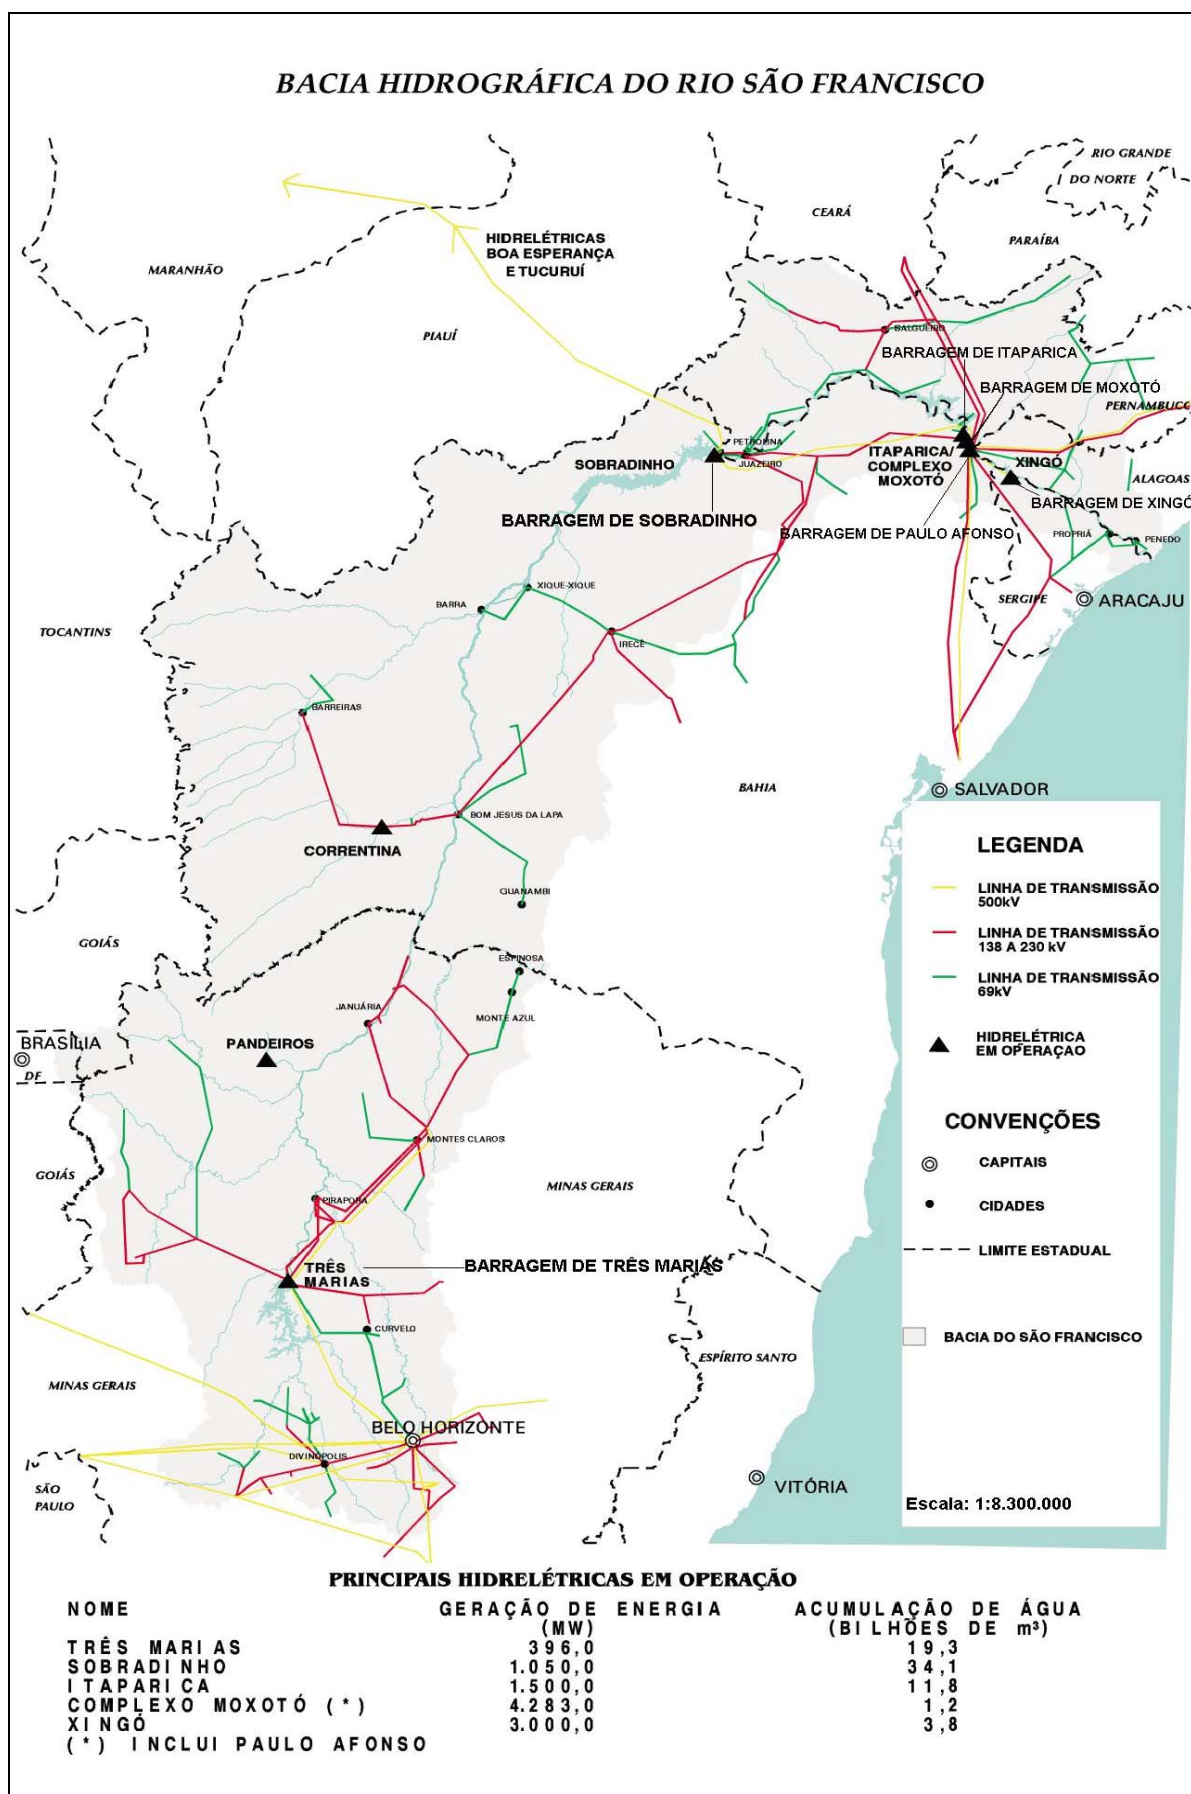 BACIA HIDROGRÁFICA DO RIO SÃO FRANCISCO
RIO GRANDE
DO NORTE
CEARÁ
PARAÍBA
HIDRELÉTRICAS
BOA ESPERANÇA
E TUCURUÍ
MARANHÃO
PIAUÍ
SALGUEIRO
BARRAGEM DE ITAPARICA
BARRAGEM DE MOXOTÓ
PERNAMBUCO
PETROLINA
JUAZEIRO
SOBRADINHO
ITAPARICA/
COMPLEXO
MOXOTÓ
XINGÓ
ALAGOAS
BARRAGEM DE XINGÓ
BARRAGEM DE SOBRADINHO
BARRAGEM DE PAULO AFONSO
PROPRIÁ
PENEDO
XIQUE-XIQUE
BARRA
SERGIPE
ARACAJU
TOCANTINS
IRECÊ
BARREIRAS
BAHIA
SALVADOR
BOM JESUS DA LAPA
CORRENTINA
GUANAMBI
GOIÁS
ESPINOSA
JANUÁRIA
MONTE AZUL
BRASÍLIA
DF
PANDEIROS
MONTES CLAROS
GOIÁS
PIRAPORA
MINAS GERAIS
TRÊS
MARIAS
BARRAGEM DE TRÊS MARIAS
CURVELO
ESPÍRITO SANTO
MINAS GERAIS
BELO HORIZONTE
DIVINÓPOLIS
SÃO
PAULO
VITÓRIA
LEGENDA
LINHA DE TRANSMISSÃO
500kV
LINHA DE TRANSMISSÃO
138 A 230 kV
LINHA DE TRANSMISSÃO
69kV
HIDRELÉTRICA
EM OPERAÇAO
CONVENÇÕES
CAPITAIS
CIDADES
LIMITE ESTADUAL
BACIA DO SÃO FRANCISCO
Escala: 1:8.300.000
PRINCIPAIS HIDRELÉTRICAS EM OPERAÇÃO
NOME GERAÇÃO DE ENERGIA ACUMULAÇÃO DE ÁGUA
(MW) (BILHÕES DE m³)
TRÊS MARIAS 396,0 19,3
SOBRADINHO 1.050,0 34,1
ITAPARICA 1.500,0 11,8
COMPLEXO MOXOTÓ (*) 4.283,0 1,2
XINGÓ 3.000,0 3,8
(*) INCLUI PAULO AFONSO